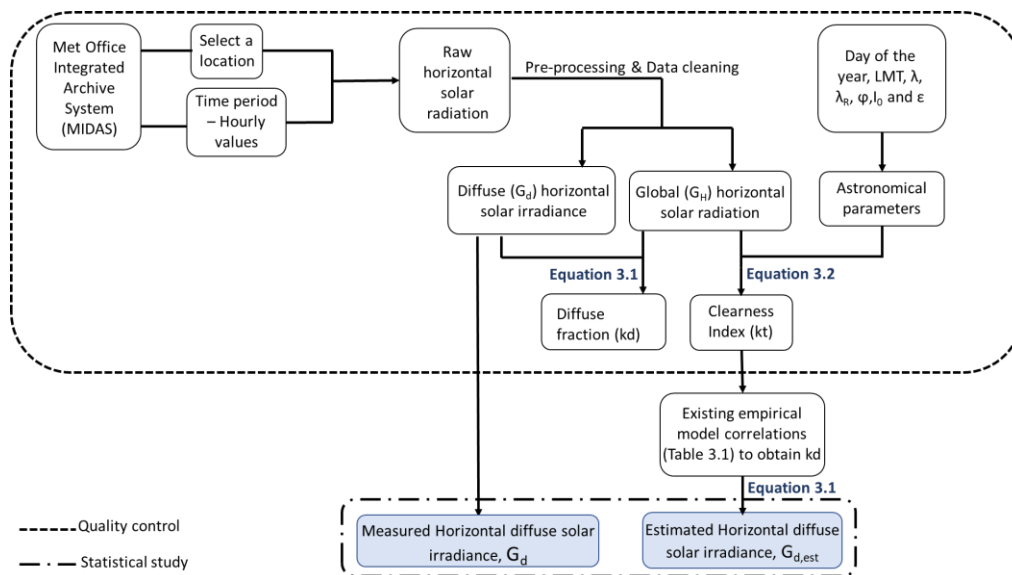 Met Office
Integrated
Archive
System
(MIDAS)
Select a
location
Time period
– Hourly
values
Raw
horizontal
solar
radiation
Pre-processing & Data cleaning
Day of the
year, LMT, λ,
λR, φ,I0 and ε
Diffuse (Gd) horizontal
solar irradiance
Global (GH) horizontal
solar radiation
Astronomical
parameters
Equation 3.1
Equation 3.2
Diffuse
fraction (kd)
Clearness
Index (kt)
Existing empirical
model correlations
(Table 3.1) to obtain kd
Equation 3.1
Measured Horizontal diffuse solar
irradiance, Gd
Estimated Horizontal diffuse
solar irradiance, Gd,est
Quality control
Statistical study